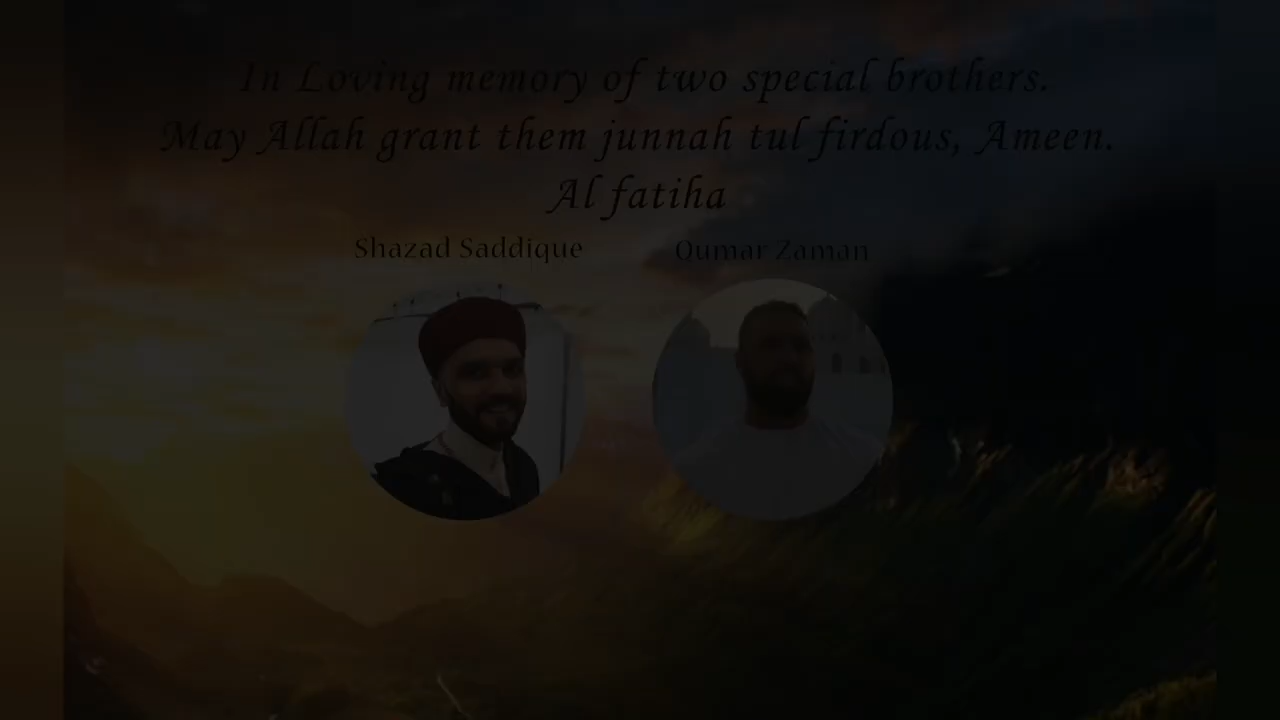 In Loving memory of two special brothers.
May Allah grant them junnah tul firdous, Ameen.
Al fatiha
Shazad Saddique
Oumar Zaman